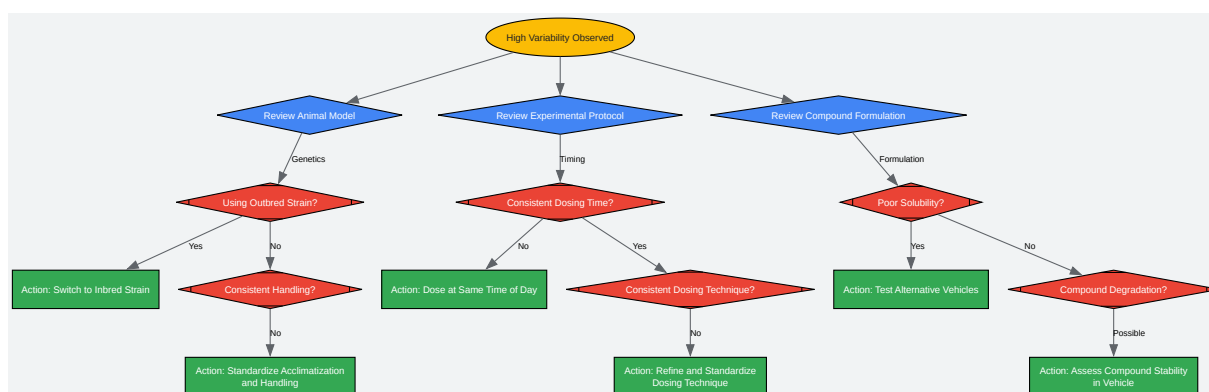 High Variability Observed
Review Animal Model
Review Experimental Protocol
Review Compound Formulation
Genetics
Timing
Formulation
Using Outbred Strain?
Consistent Dosing Time?
Poor Solubility?
Yes
No
No
Yes
Yes
No
Action: Switch to Inbred Strain
Consistent Handling?
Action: Dose at Same Time of Day
Consistent Dosing Technique?
Action: Test Alternative Vehicles
Compound Degradation?
No
No
Possible
Action: Standardize Acclimatization
and Handling
Action: Refine and Standardize
Dosing Technique
Action: Assess Compound Stability
in Vehicle